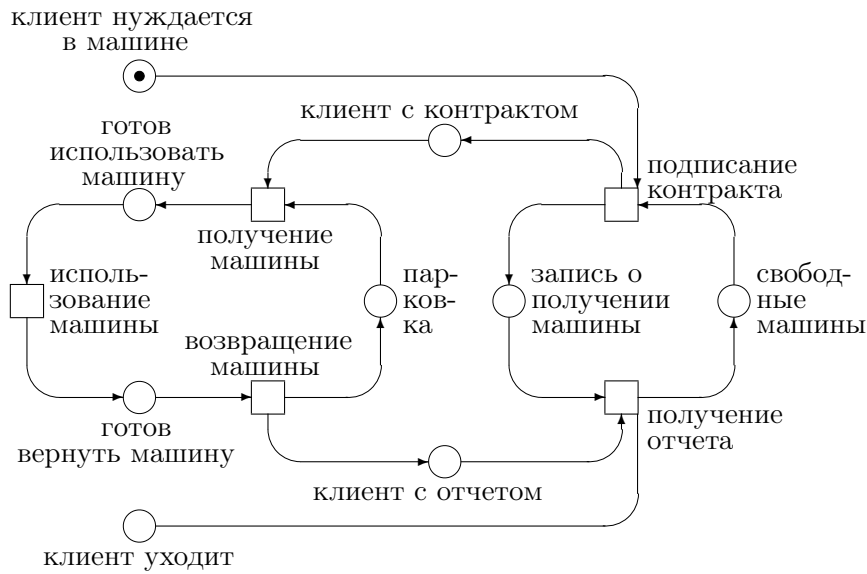 клиент нуждается
в машине
клиент с контрактом
готов
использовать
машину
подписание
контракта
получение
машины
исполь-
зование
машины
пар-
ков-
ка
запись о
получении
машины
свобод-
ные
машины
возвращение
машины
готов
вернуть машину
получение
отчета
клиент с отчетом
клиент уходит